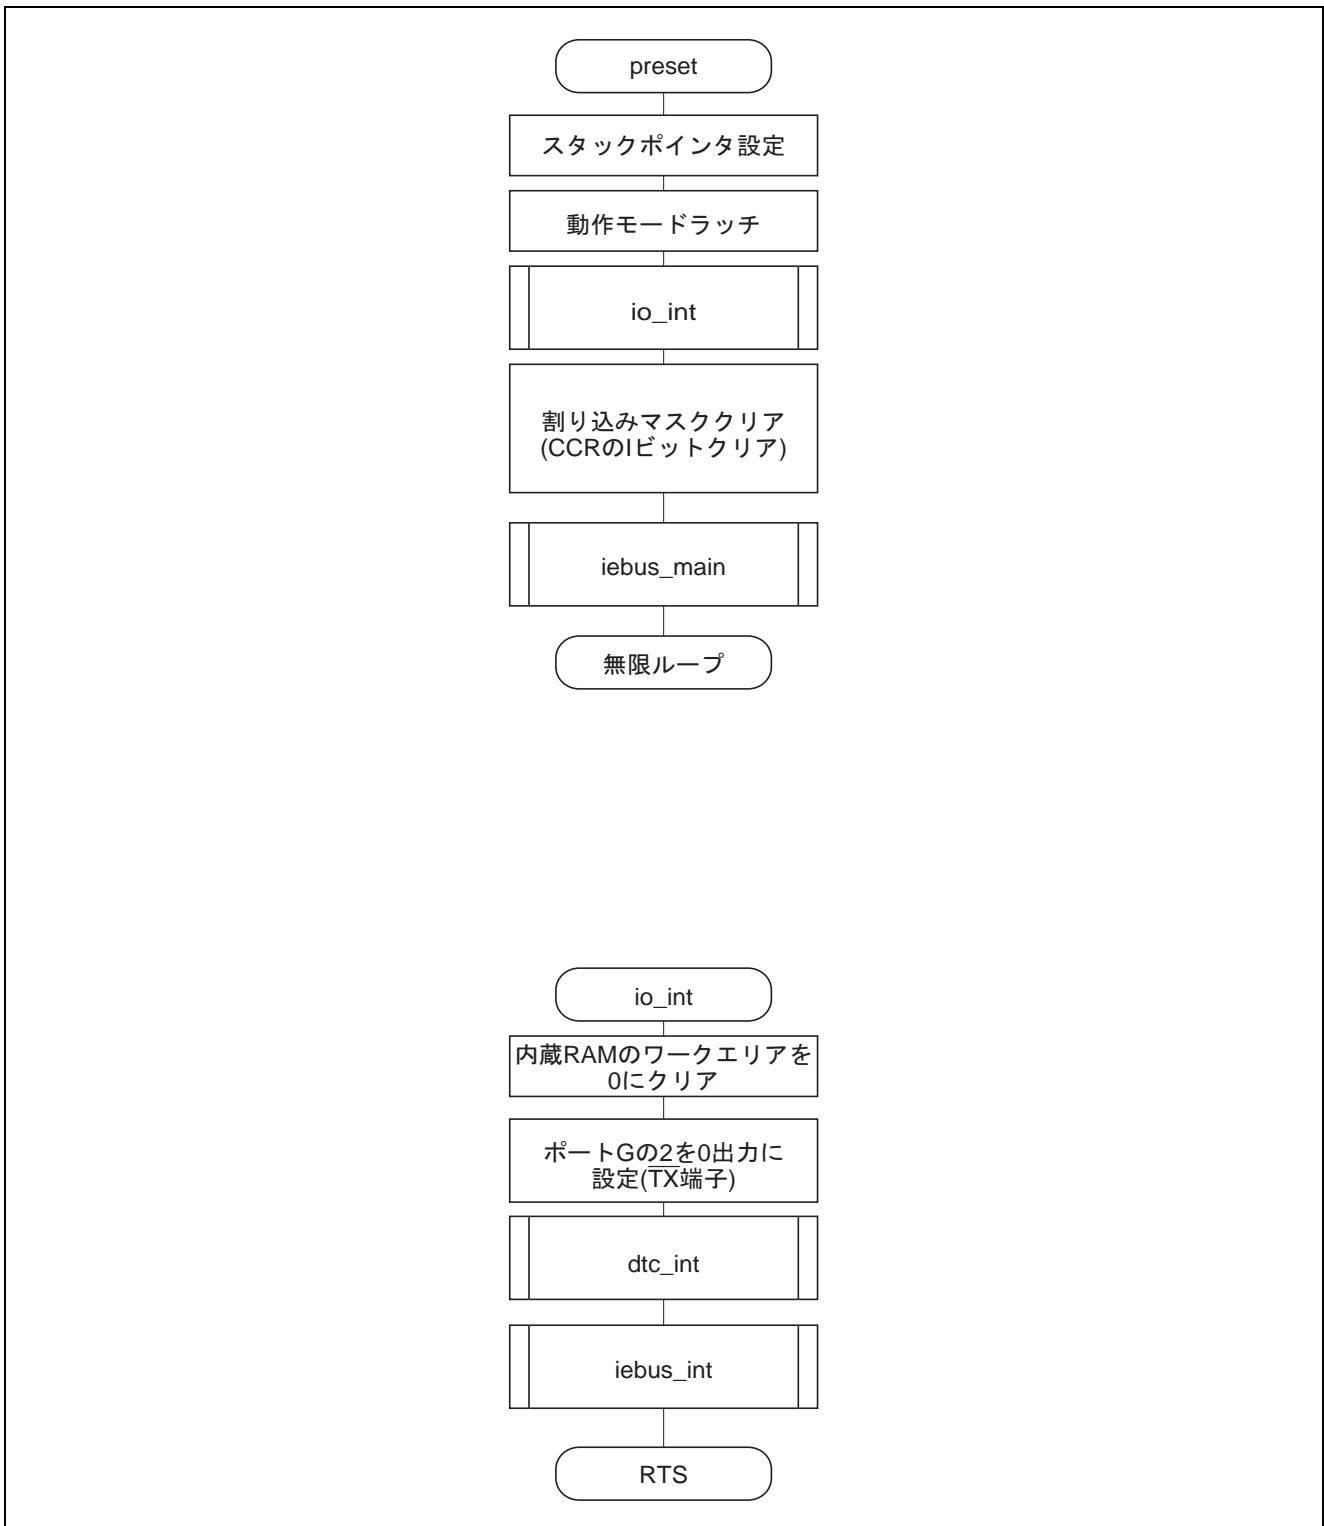 preset
スタックポインタ設定
動作モードラッチ
io_int
割り込みマスククリア
(CCRのIビットクリア)
iebus_main
無限ループ
io_int
内蔵RAMのワークエリアを
0にクリア
ポートGの2を0出力に
設定(T̅X̅端子)
dtc_int
iebus_int
RTS